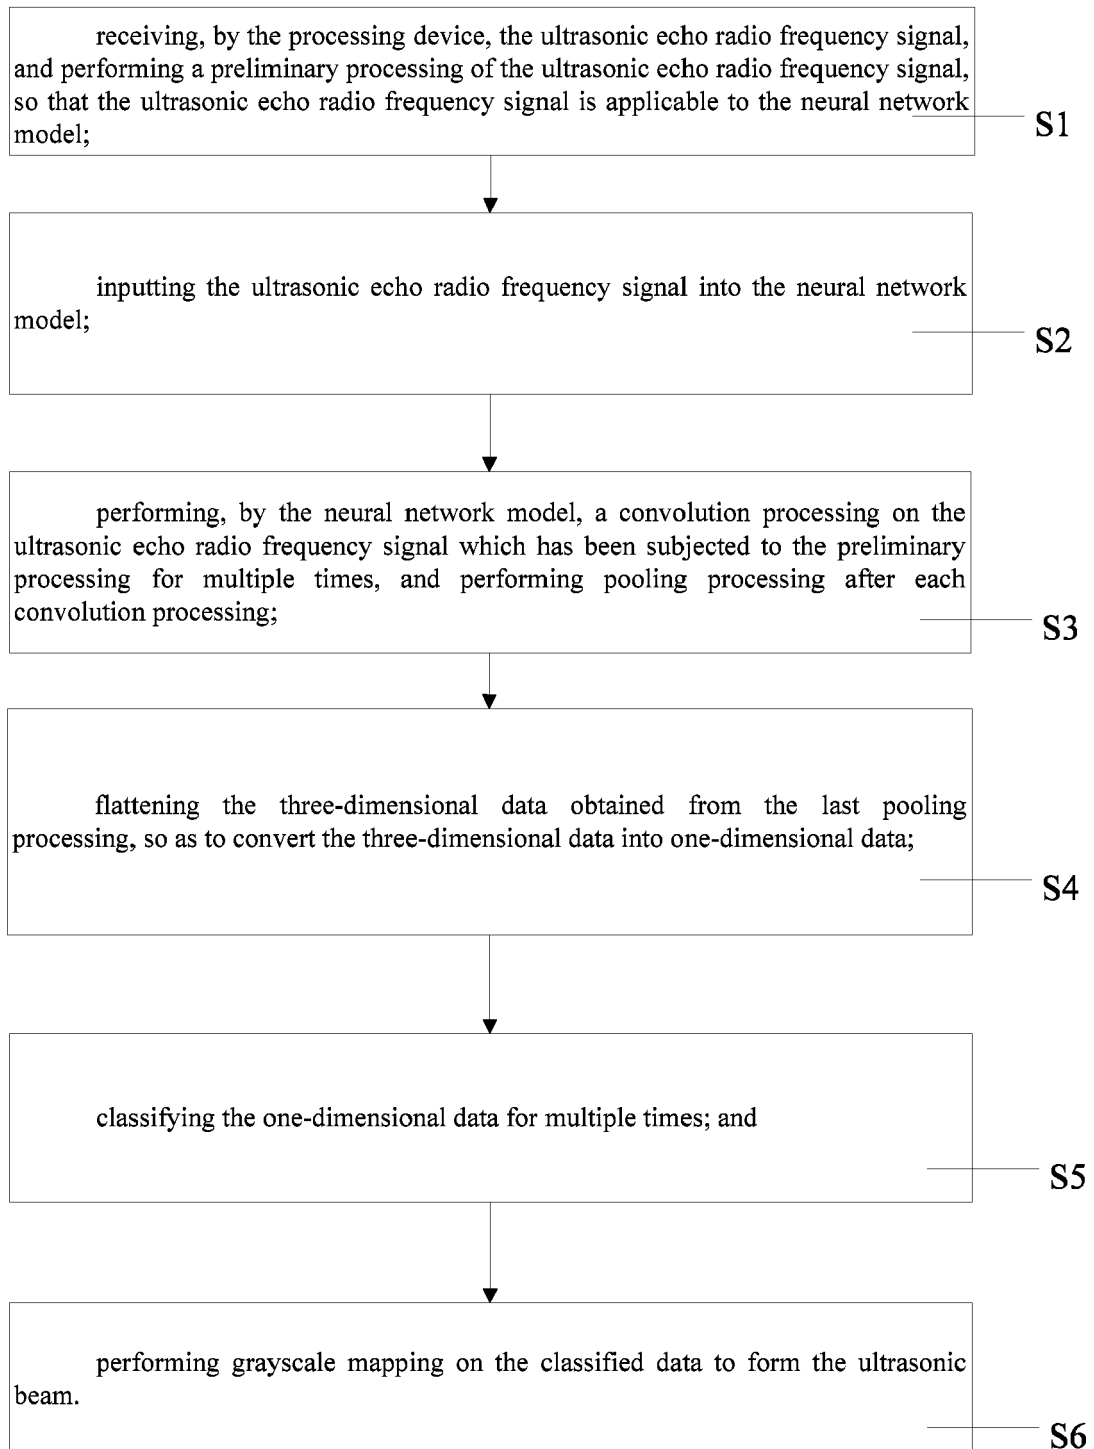 receiving, by the processing device, the ultrasonic echo radio frequency signal,
and performing a preliminary processing of the ultrasonic echo radio frequency signal,
so that the ultrasonic echo radio frequency signal is applicable to the neural network
model;
S1
inputting the ultrasonic echo radio frequency signal into the neural network
model;
S2
performing, by the neural network model, a convolution processing on the
ultrasonic echo radio frequency signal which has been subjected to the preliminary
processing for multiple times, and performing pooling processing after each
convolution processing;
S3
flattening the three-dimensional data obtained from the last pooling
processing, so as to convert the three-dimensional data into one-dimensional data;
S4
classifying the one-dimensional data for multiple times; and
S5
performing grayscale mapping on the classified data to form the ultrasonic
beam.
S6